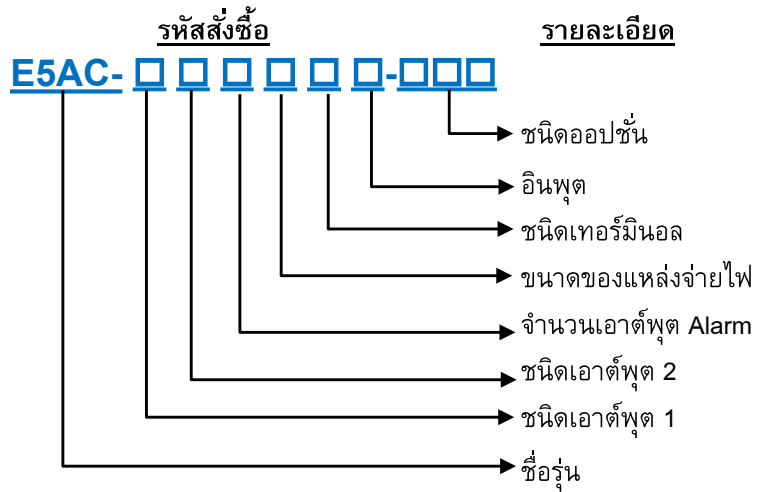 รหัสสั่งซื้อ
รายละเอียด
E5AC-□□□□□□-□□□
ชนิดออปชั่น
อินพุต
ชนิดเทอร์มินอล
ขนาดของแหล่งจ่ายไฟ
จำนวนเอาต์พุต Alarm
ชนิดเอาต์พุต 2
ชนิดเอาต์พุต 1
ชื่อรุ่น